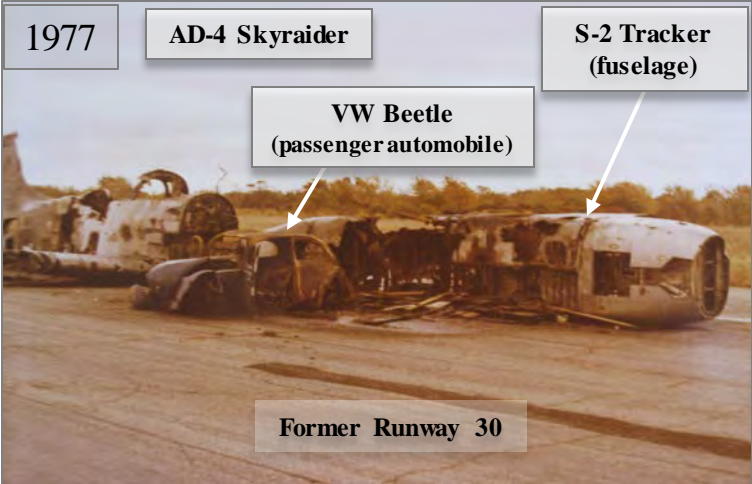 1977
AD-4 Skyraider
S-2 Tracker
(fuselage)
VW Beetle
(passenger automobile)
Former Runway 30